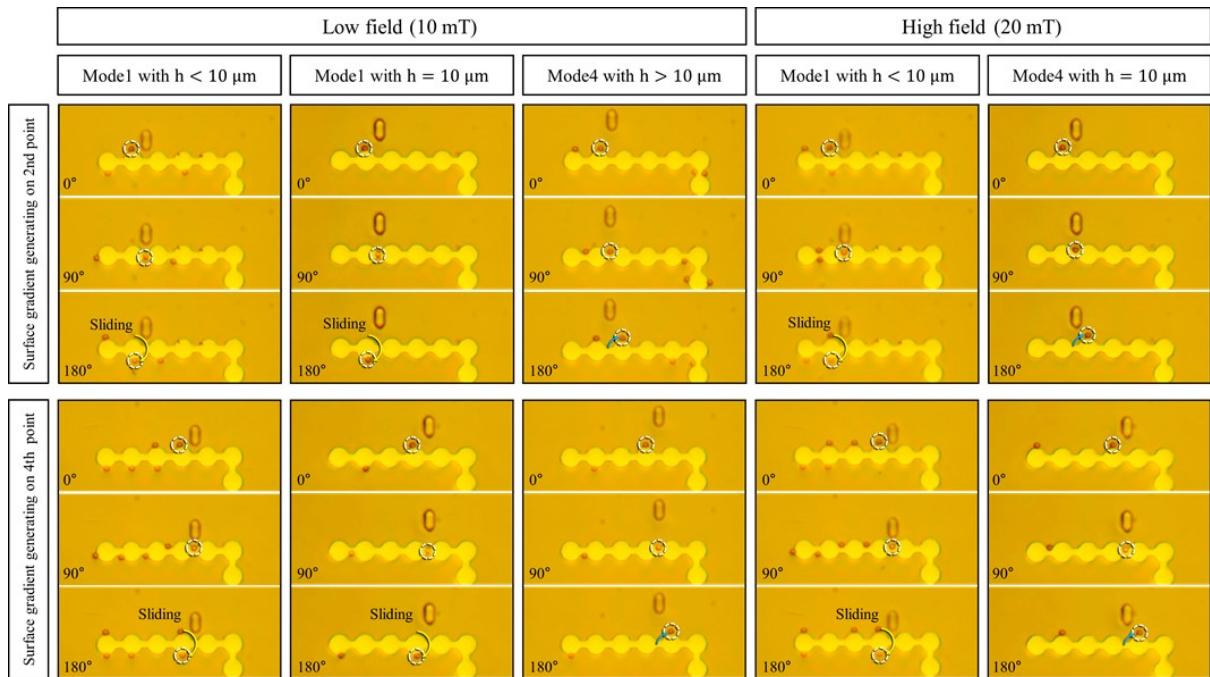 Low field (10 mT)
High field (20 mT)
Mode1 with h < 10 μm
Mode1 with h = 10 μm
Mode4 with h > 10 μm
Mode1 with h < 10 μm
Mode4 with h = 10 μm
Surface gradient generating on 2nd point
0°
0°
0°
0°
0°
90°
90°
90°
90°
90°
Sliding
Sliding
Sliding
180°
180°
180°
180°
180°
Surface gradient generating on 4th point
0°
0°
0°
0°
0°
90°
90°
90°
90°
90°
Sliding
Sliding
Sliding
180°
180°
180°
180°
180°